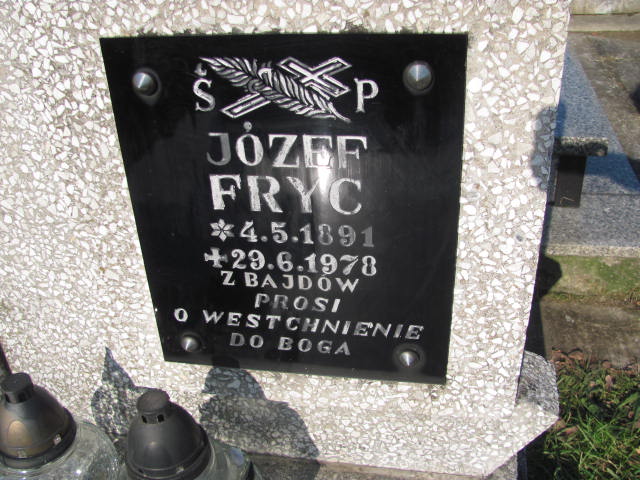 Ś P
JÓZEF
FRYC
* 4.5.1891
✝ 29.6.1978
Z BAJDÓW
PROSI
O WESTCHNIENIE
DO BOGA